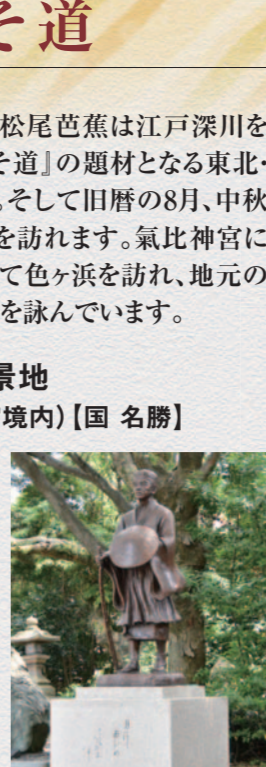 そ道
松尾芭蕉は江戸深川を
そ道』の題材となる東北・
。そして旧暦の8月、中秋
を訪れます。氣比神宮に
て色ヶ浜を訪れ、地元の
を詠んでいます。
景地
境内)【国 名勝】